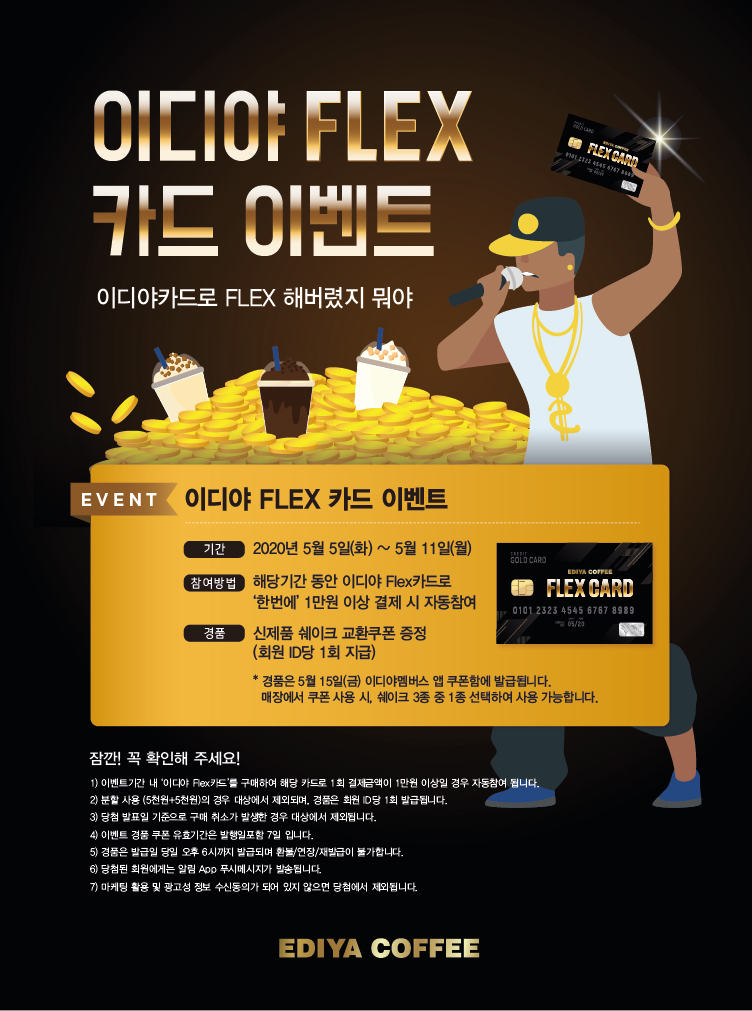 이디야 FLEX
카드 이벤트
이디야카드로 FLEX 해버렸지 뭐야
GOLD CARD
EDIYA COFFEE
FLEX CARD
0101 2323 4545 6767 8989
EVENT 이디야 FLEX 카드 이벤트
기간 2020년 5월 5일(화) ~ 5월 11일(월)
참여방법 해당기간 동안 이디야 Flex카드로
‘한번에’ 1만원 이상 결제 시 자동참여
경품 신제품 쉐이크 교환쿠폰 증정
(회원 ID당 1회 지급)
* 경품은 5월 15일(금) 이디야멤버스 앱 쿠폰함에 발급됩니다.
매장에서 쿠폰 사용 시, 쉐이크 3종 중 1종 선택하여 사용 가능합니다.
CREDIT
GOLD CARD
EDIYA COFFEE
FLEX CARD
0101 2323 4545 6767 8989
05/20
잠깐! 꼭 확인해 주세요!
1) 이벤트기간 내 ‘이디야 Flex카드’를 구매하여 해당 카드로 1회 결제금액이 1만원 이상일 경우 자동참여 됩니다.
2) 분할 사용 (5천원+5천원)의 경우 대상에서 제외되며, 경품은 회원 ID당 1회 발급됩니다.
3) 당첨 발표일 기준으로 구매 취소가 발생한 경우 대상에서 제외됩니다.
4) 이벤트 경품 쿠폰 유효기간은 발행일포함 7일 입니다.
5) 경품은 발급일 당일 오후 6시까지 발급되며 환불/연장/재발급이 불가합니다.
6) 당첨된 회원에게는 알림 App 푸시메시지가 발송됩니다.
7) 마케팅 활용 및 광고성 정보 수신동의가 되어 있지 않으면 당첨에서 제외됩니다.
EDIYA COFFEE